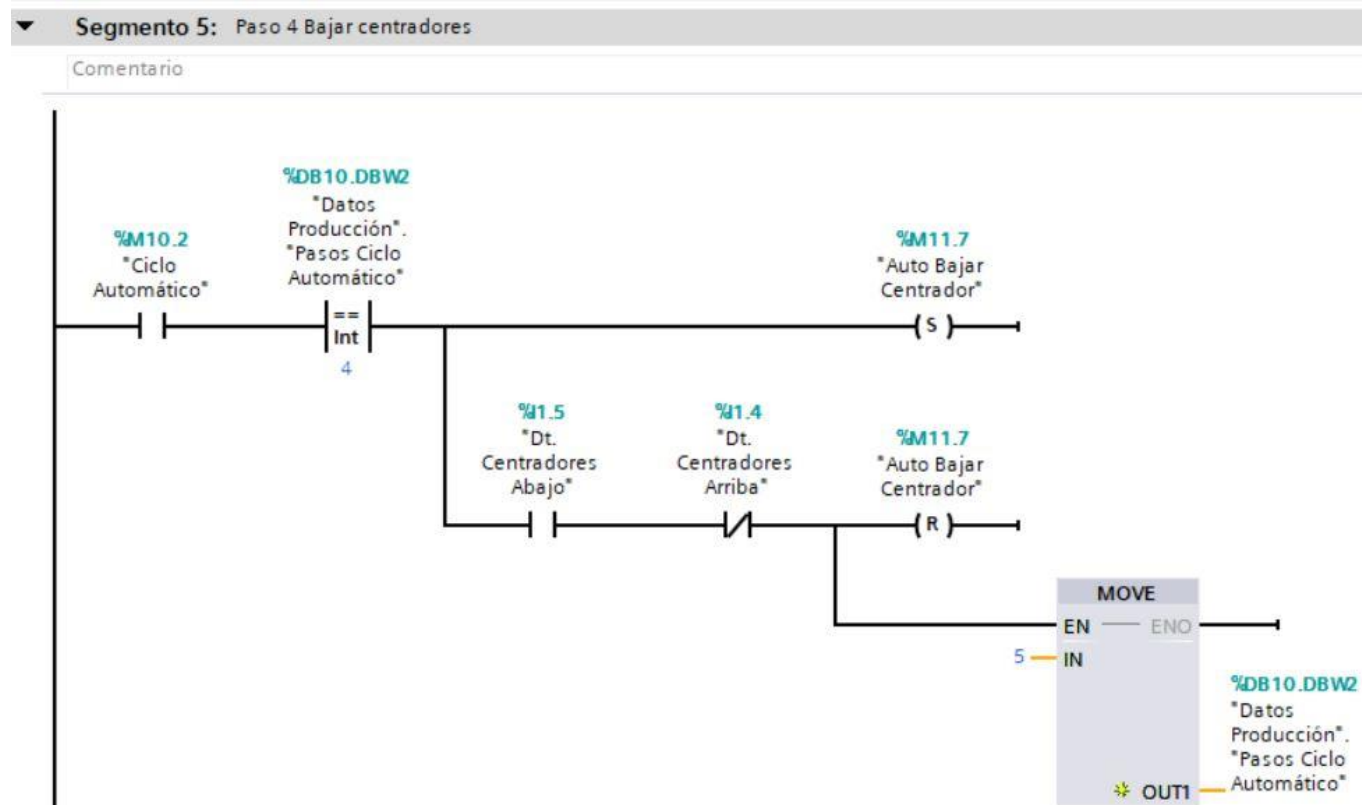 Segmento 5: Paso 4 Bajar centradores
Comentario
%DB10.DBW2
"Datos
Producción".
"Pasos Ciclo
Automático"
%M10.2
"Ciclo
Automático"
==
Int
4
%M11.7
"Auto Bajar
Centrador"
S
%I1.5
"Dt.
Centradores
Abajo"
%I1.4
"Dt.
Centradores
Arriba"
%M11.7
"Auto Bajar
Centrador"
R
MOVE
EN ENO
5 IN
%DB10.DBW2
"Datos
Producción".
"Pasos Ciclo
Automático"
OUT1